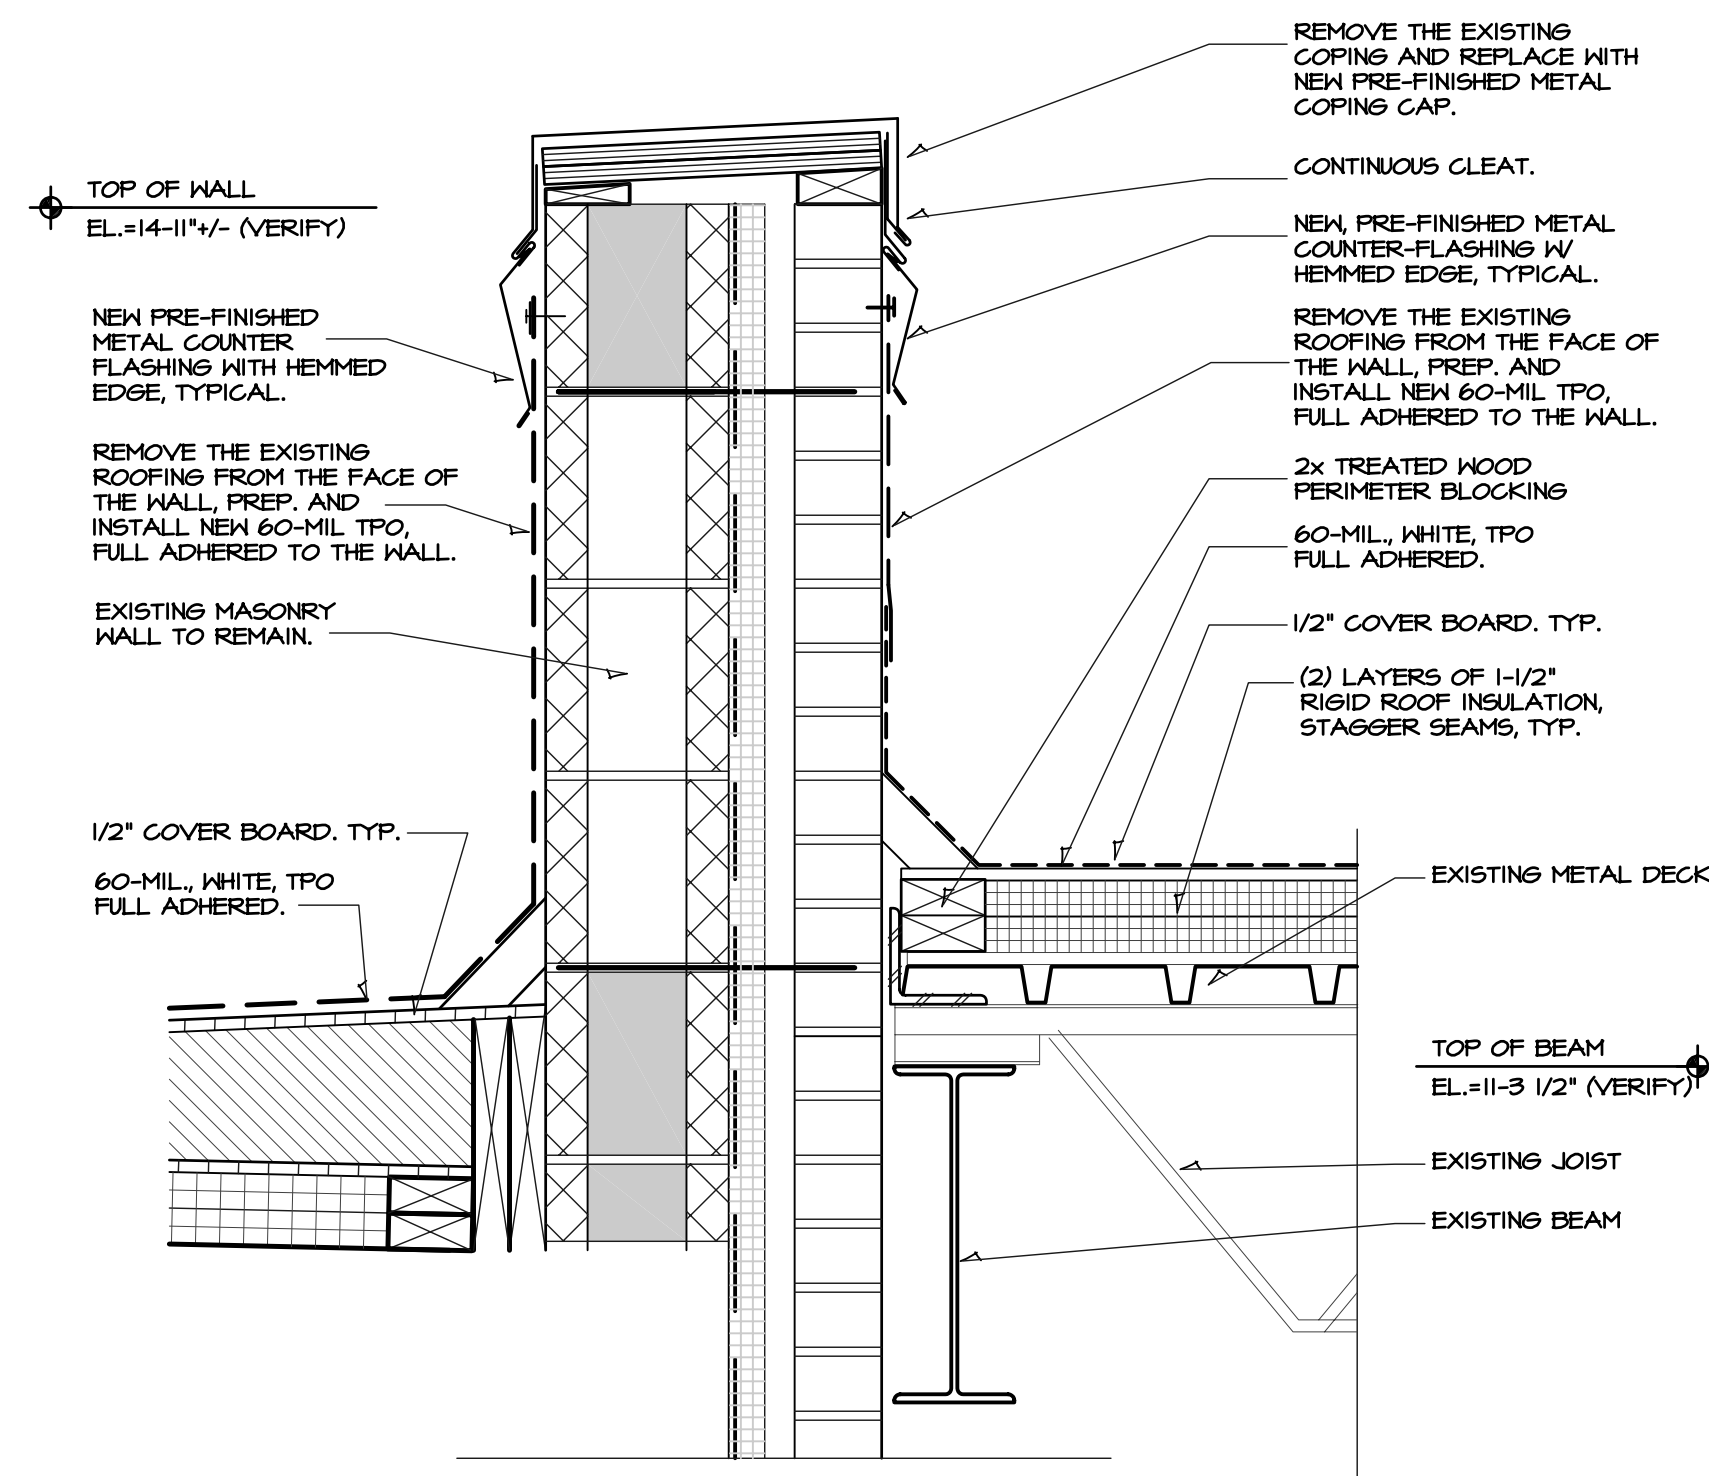 REMOVE THE EXISTING
COPING AND REPLACE WITH
NEW PRE-FINISHED METAL
COPING CAP.
CONTINUOUS CLEAT.
NEW, PRE-FINISHED METAL
COUNTER-FLASHING W/
HEMMED EDGE, TYPICAL.
REMOVE THE EXISTING
ROOFING FROM THE FACE OF
THE WALL, PREP. AND
INSTALL NEW 60-MIL TPO,
FULL ADHERED TO THE WALL.
2x TREATED WOOD
PERIMETER BLOCKING
60-MIL., WHITE, TPO
FULL ADHERED.
1/2" COVER BOARD. TYP.
(2) LAYERS OF 1-1/2"
RIGID ROOF INSULATION,
STAGGER SEAMS, TYP.
EXISTING METAL DECK
TOP OF BEAM
EL.=11-3 1/2" (VERIFY)
EXISTING JOIST
EXISTING BEAM
TOP OF WALL
EL.=14-11"+/- (VERIFY)
NEW PRE-FINISHED
METAL COUNTER
FLASHING WITH HEMMED
EDGE, TYPICAL.
REMOVE THE EXISTING
ROOFING FROM THE FACE OF
THE WALL, PREP. AND
INSTALL NEW 60-MIL TPO,
FULL ADHERED TO THE WALL.
EXISTING MASONRY
WALL TO REMAIN.
1/2" COVER BOARD. TYP.
60-MIL., WHITE, TPO
FULL ADHERED.